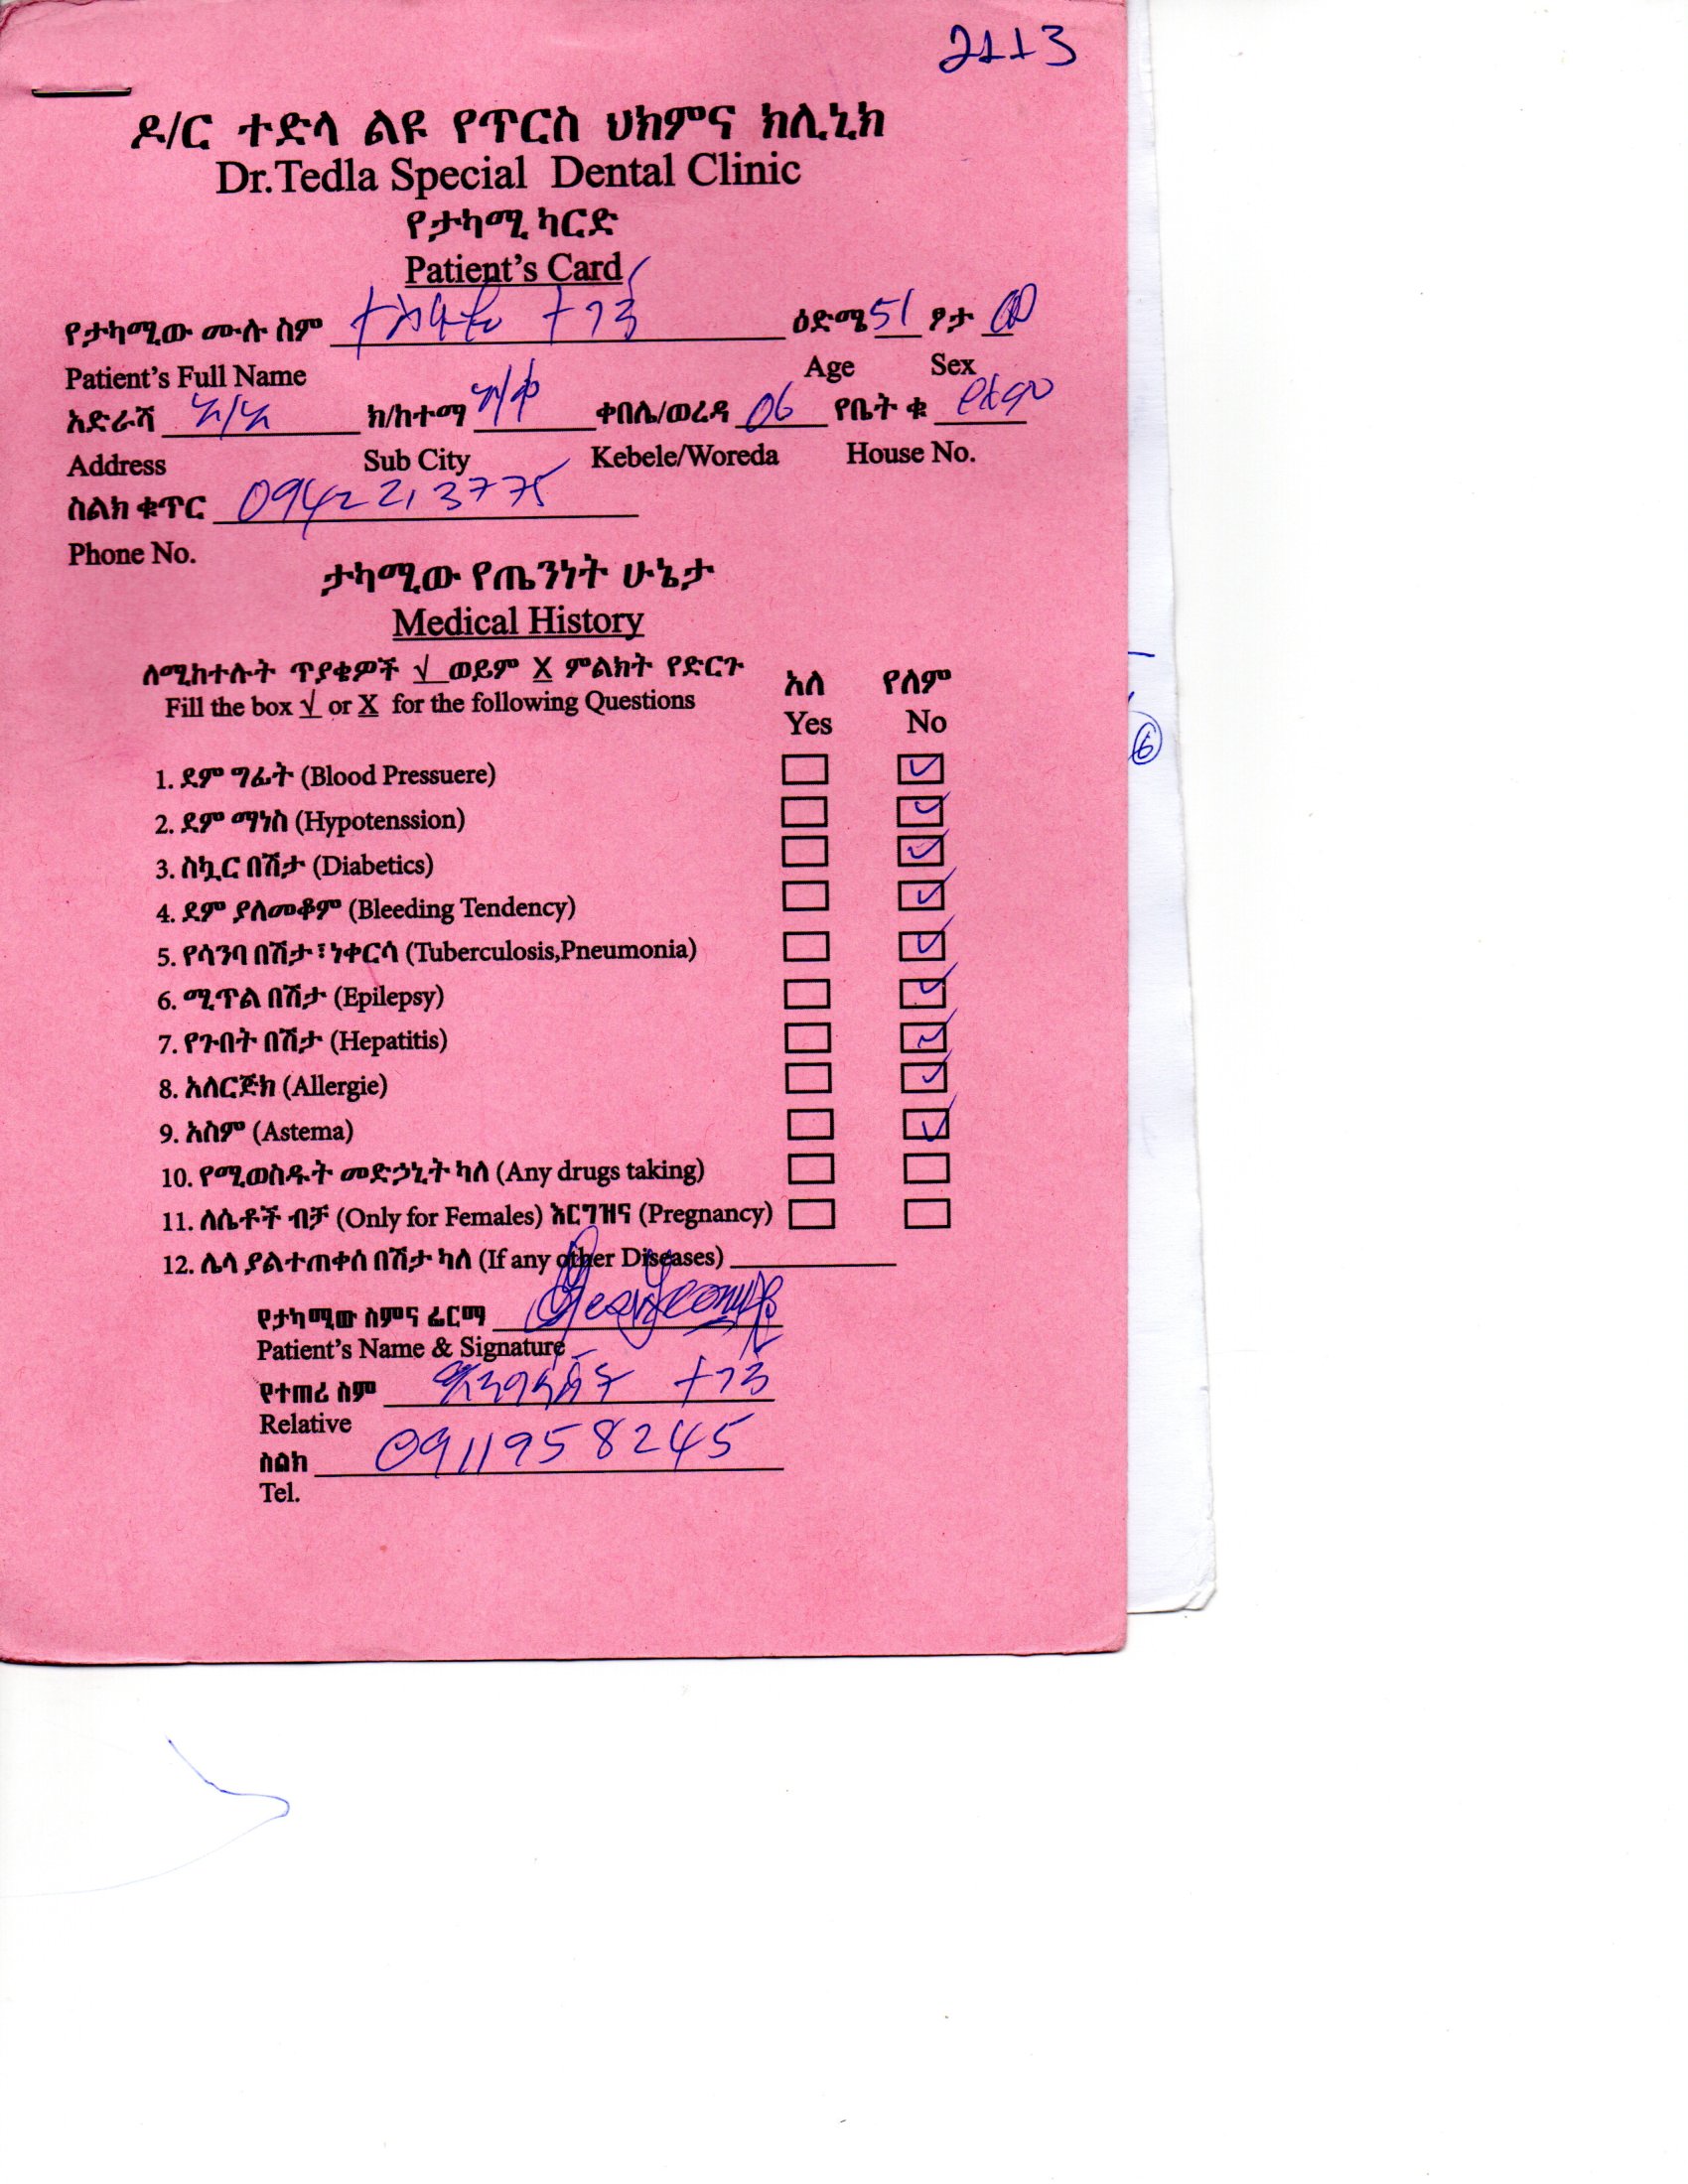 2113
ዶ/ር ተድላ ልዩ የጥርስ ህክምና ክሊኒክ
Dr.Tedla Special Dental Clinic
የታካሚ ካርድ
Patient's Card
የታካሚው ሙሉ ስም ዕድሜ 51 ፆታ
Patient's Full Name Age Sex
አድራሻ ክ/ከተማ ቀበሌ/ወረዳ 06 የቤት ቁ
Address Sub City Kebele/Woreda House No.
ስልክ ቁጥር 0942213775
Phone No.
ታካሚው የጤንነት ሁኔታ
Medical History
ለሚከተሉት ጥያቄዎች √ ወይም X ምልክት የድርጉ አለ የለም
Fill the box √ or X for the following Questions Yes No
1. ደም ግፊት (Blood Pressuere) ✓
2. ደም ማነስ (Hypotenssion) ✓
3. ስኳር በሽታ (Diabetics) ✓
4. ደም ያለመቆም (Bleeding Tendency) ✓
5. የሳንባ በሽታ፣ነቀርሳ (Tuberculosis,Pneumonia) ✓
6. ሚጥል በሽታ (Epilepsy) ✓
7. የጉበት በሽታ (Hepatitis) ✓
8. አለርጅክ (Allergie) ✓
9. አስም (Astema) ✓
10. የሚወስዱት መድኃኒት ካለ (Any drugs taking)
11. ለሴቶች ብቻ (Only for Females) እርግዝና (Pregnancy)
12. ሌላ ያልተጠቀሰ በሽታ ካለ (If any other Diseases)
የታካሚው ስምና ፊርማ
Patient's Name & Signature
የተጠሪ ስም
Relative
ስልክ 0911958245
Tel.
6